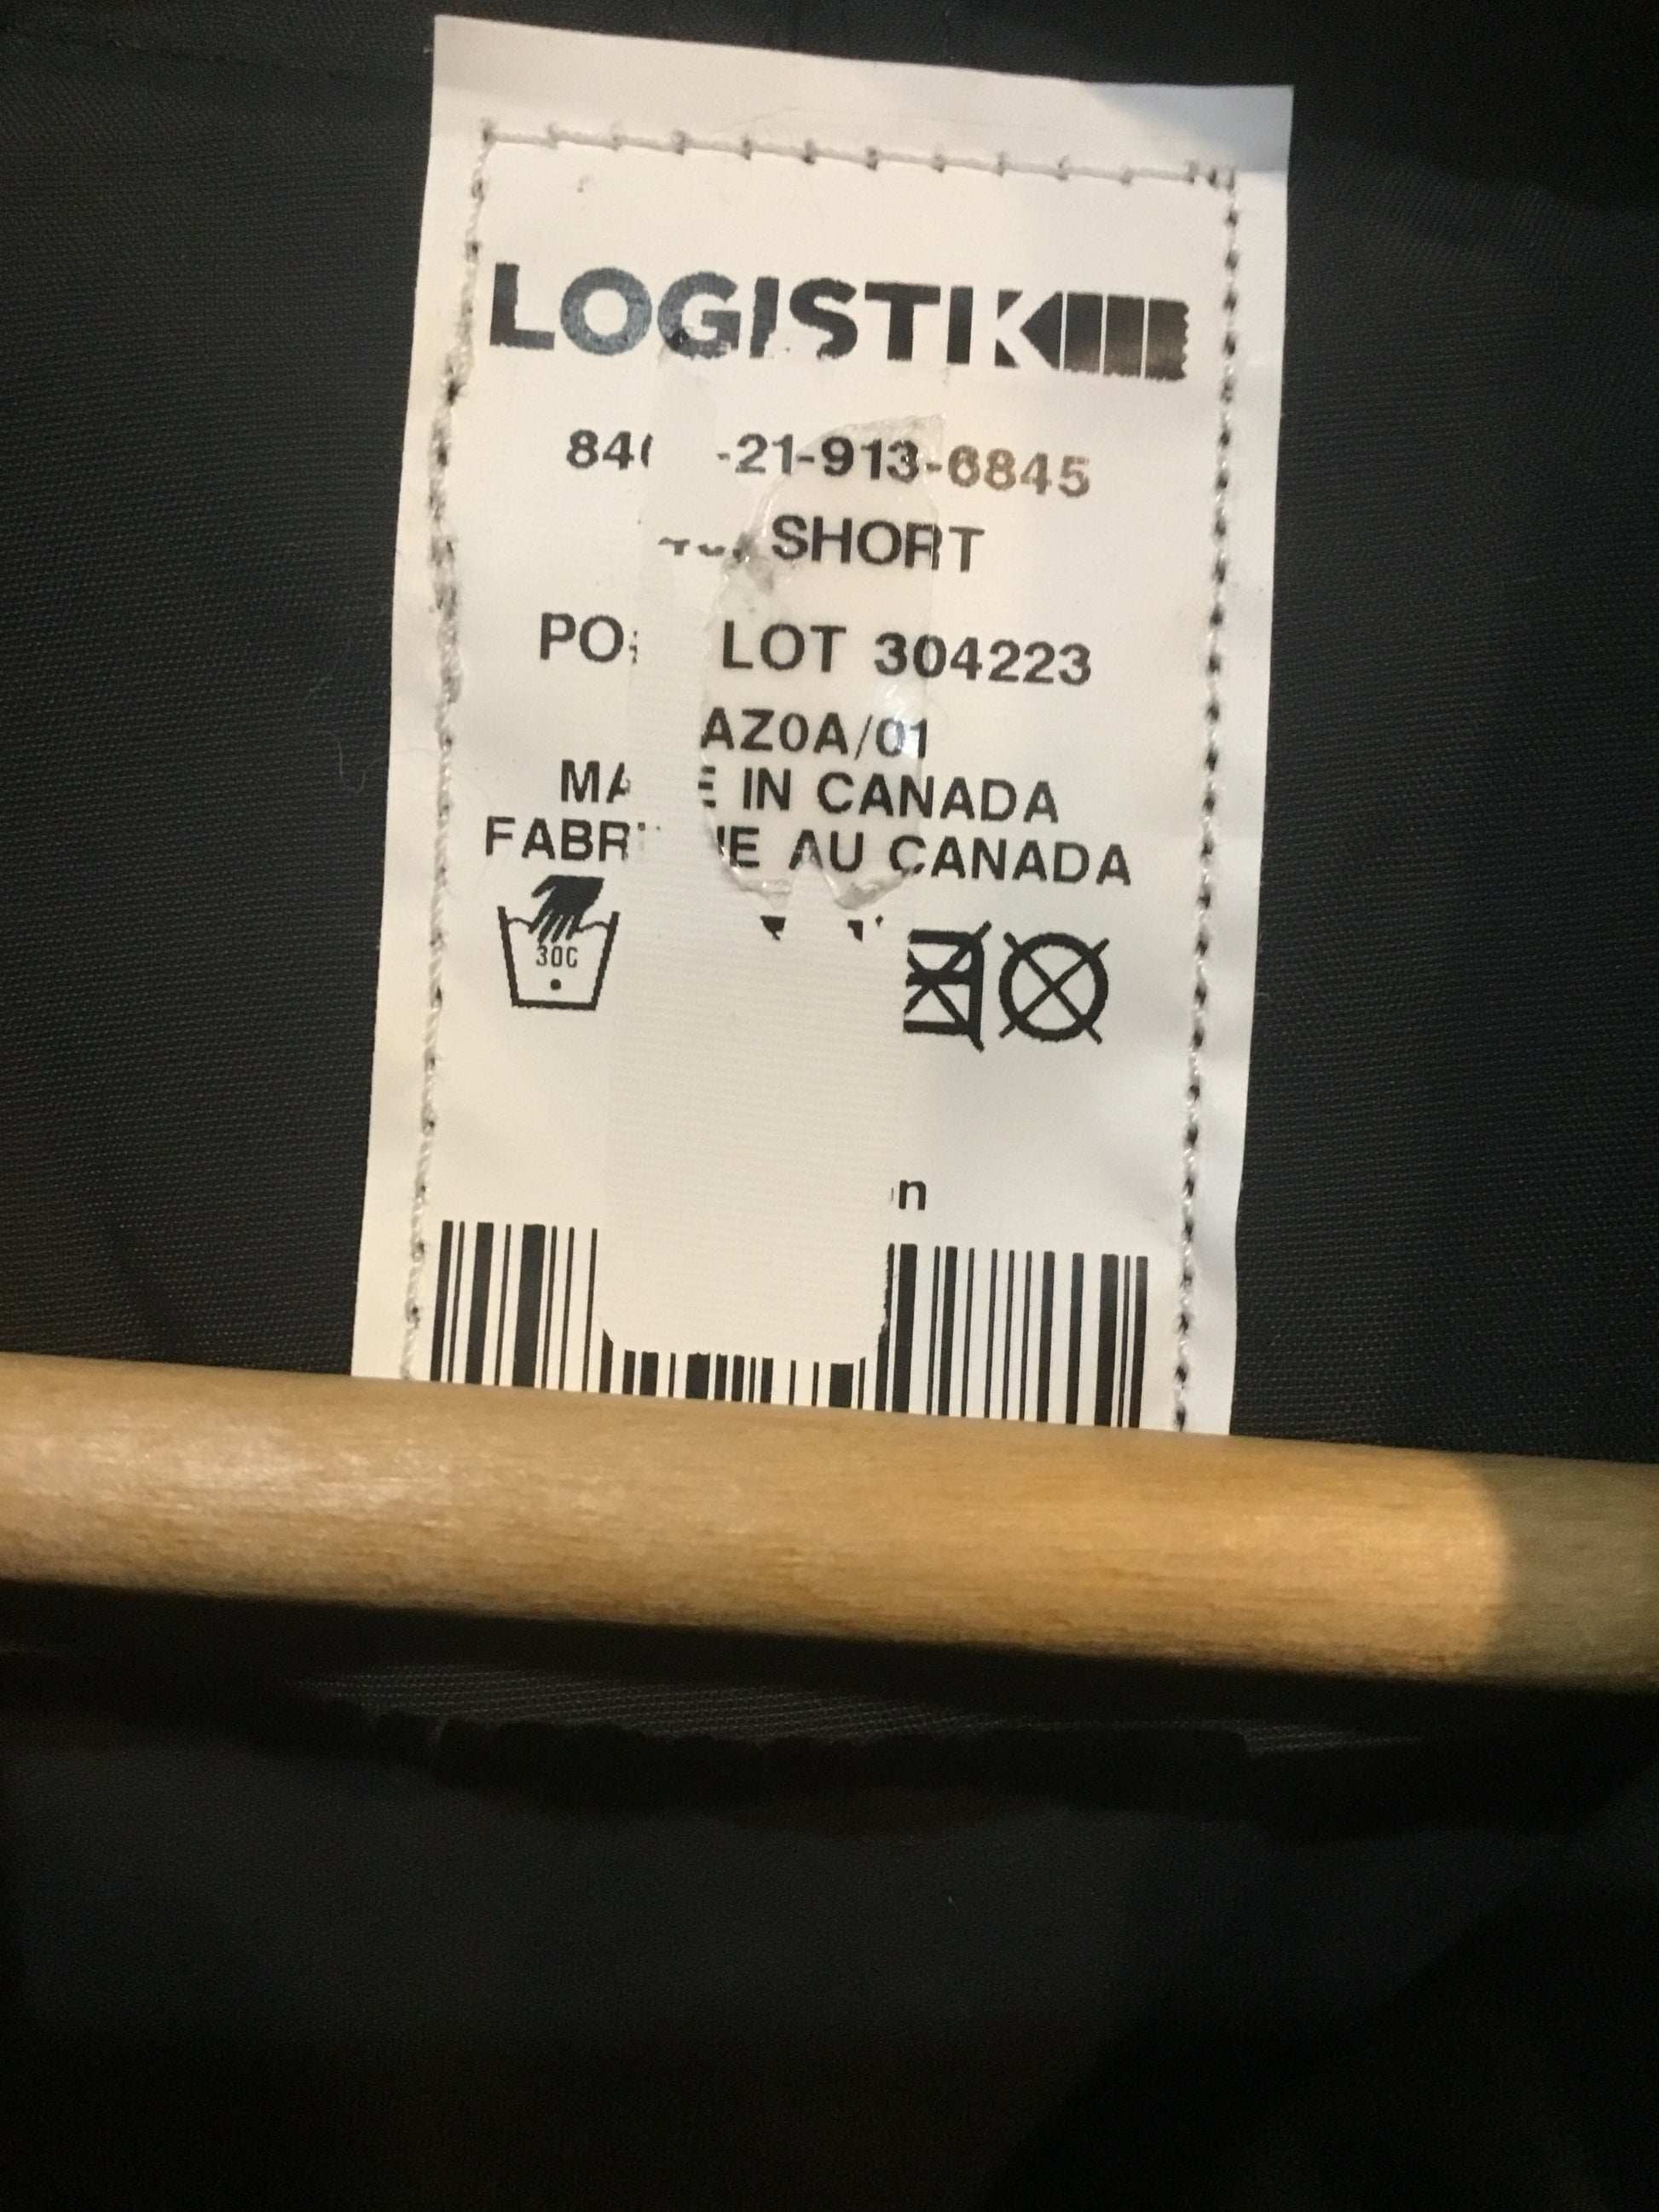 LOGISTIK
-21-913-6845
SHORT
LOT 304223
AZ0A/01
IN CANADA
AU CANADA
30C